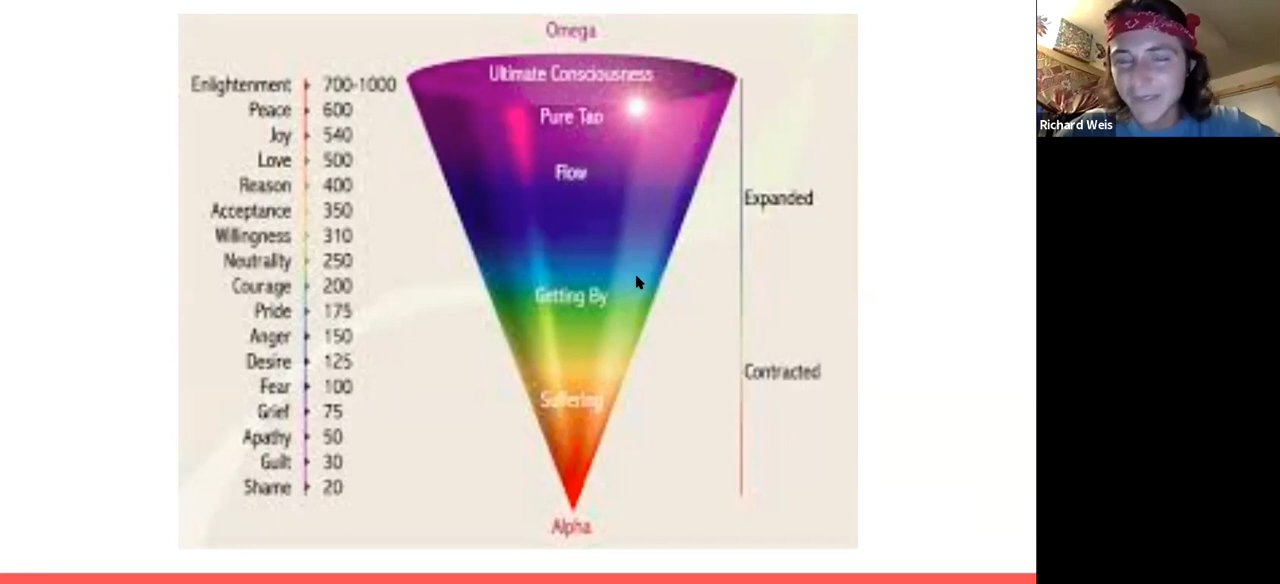 Omega
Ultimate Consciousness
Enlightenment 700-1000
Peace 600
Pure Tao
Joy 540
Love 500
Flow
Reason 400
Expanded
Acceptance 350
Willingness 310
Neutrality 250
Courage 200
Getting By
Pride 175
Anger 150
Desire 125
Contracted
Fear 100
Suffering
Grief 75
Apathy 50
Guilt 30
Shame 20
Alpha
Richard Weis